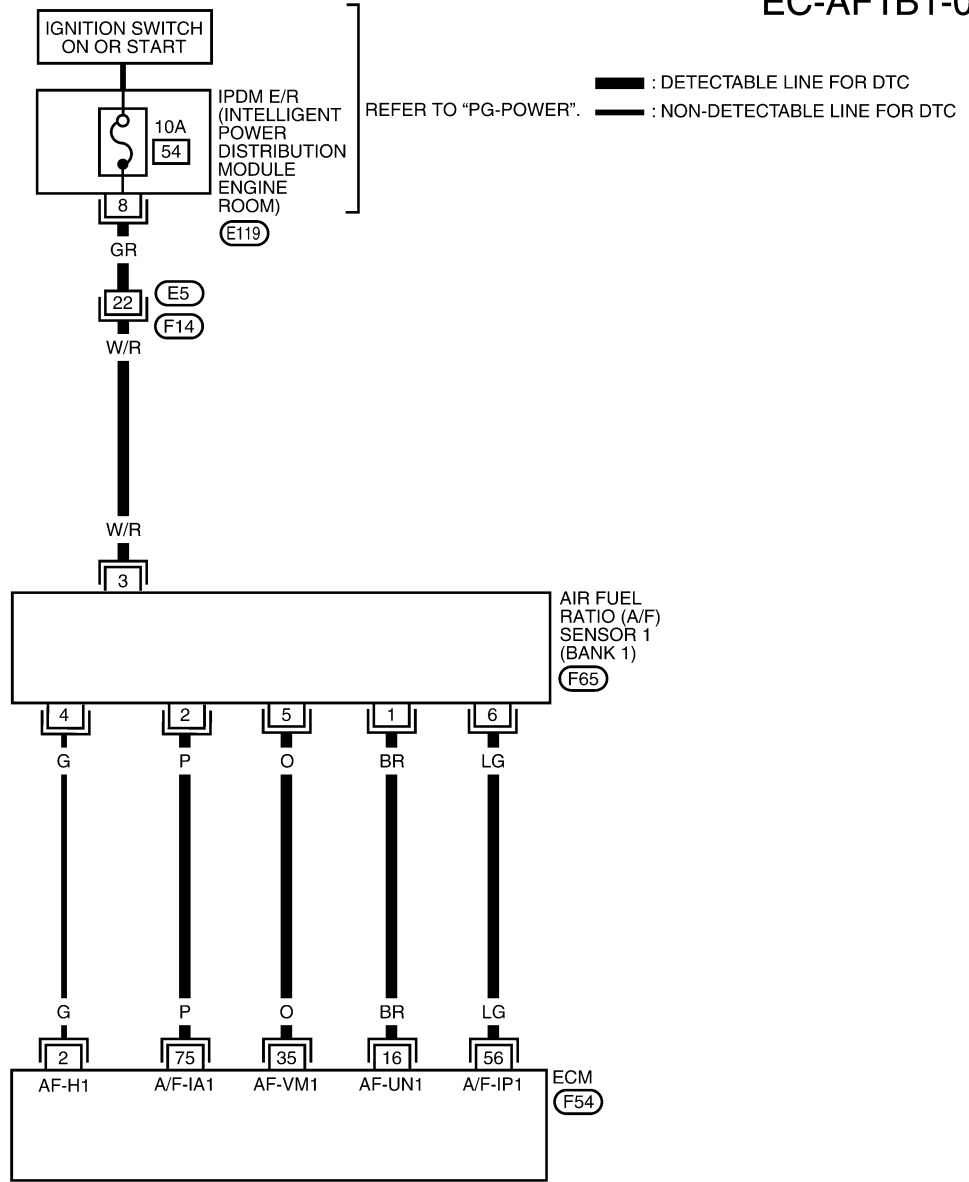 EC-AF1B1-0
IGNITION SWITCH
ON OR START
10A
54
IPDM E/R
(INTELLIGENT
POWER
DISTRIBUTION
MODULE
ENGINE
ROOM)
E119
REFER TO “PG-POWER”.
: DETECTABLE LINE FOR DTC
: NON-DETECTABLE LINE FOR DTC
8
GR
22
E5
F14
W/R
W/R
3
AIR FUEL
RATIO (A/F)
SENSOR 1
(BANK 1)
F65
4 2 5 1 6
G P O BR LG
G P O BR LG
2 75 35 16 56
AF-H1 A/F-IA1 AF-VM1 AF-UN1 A/F-IP1
ECM
F54